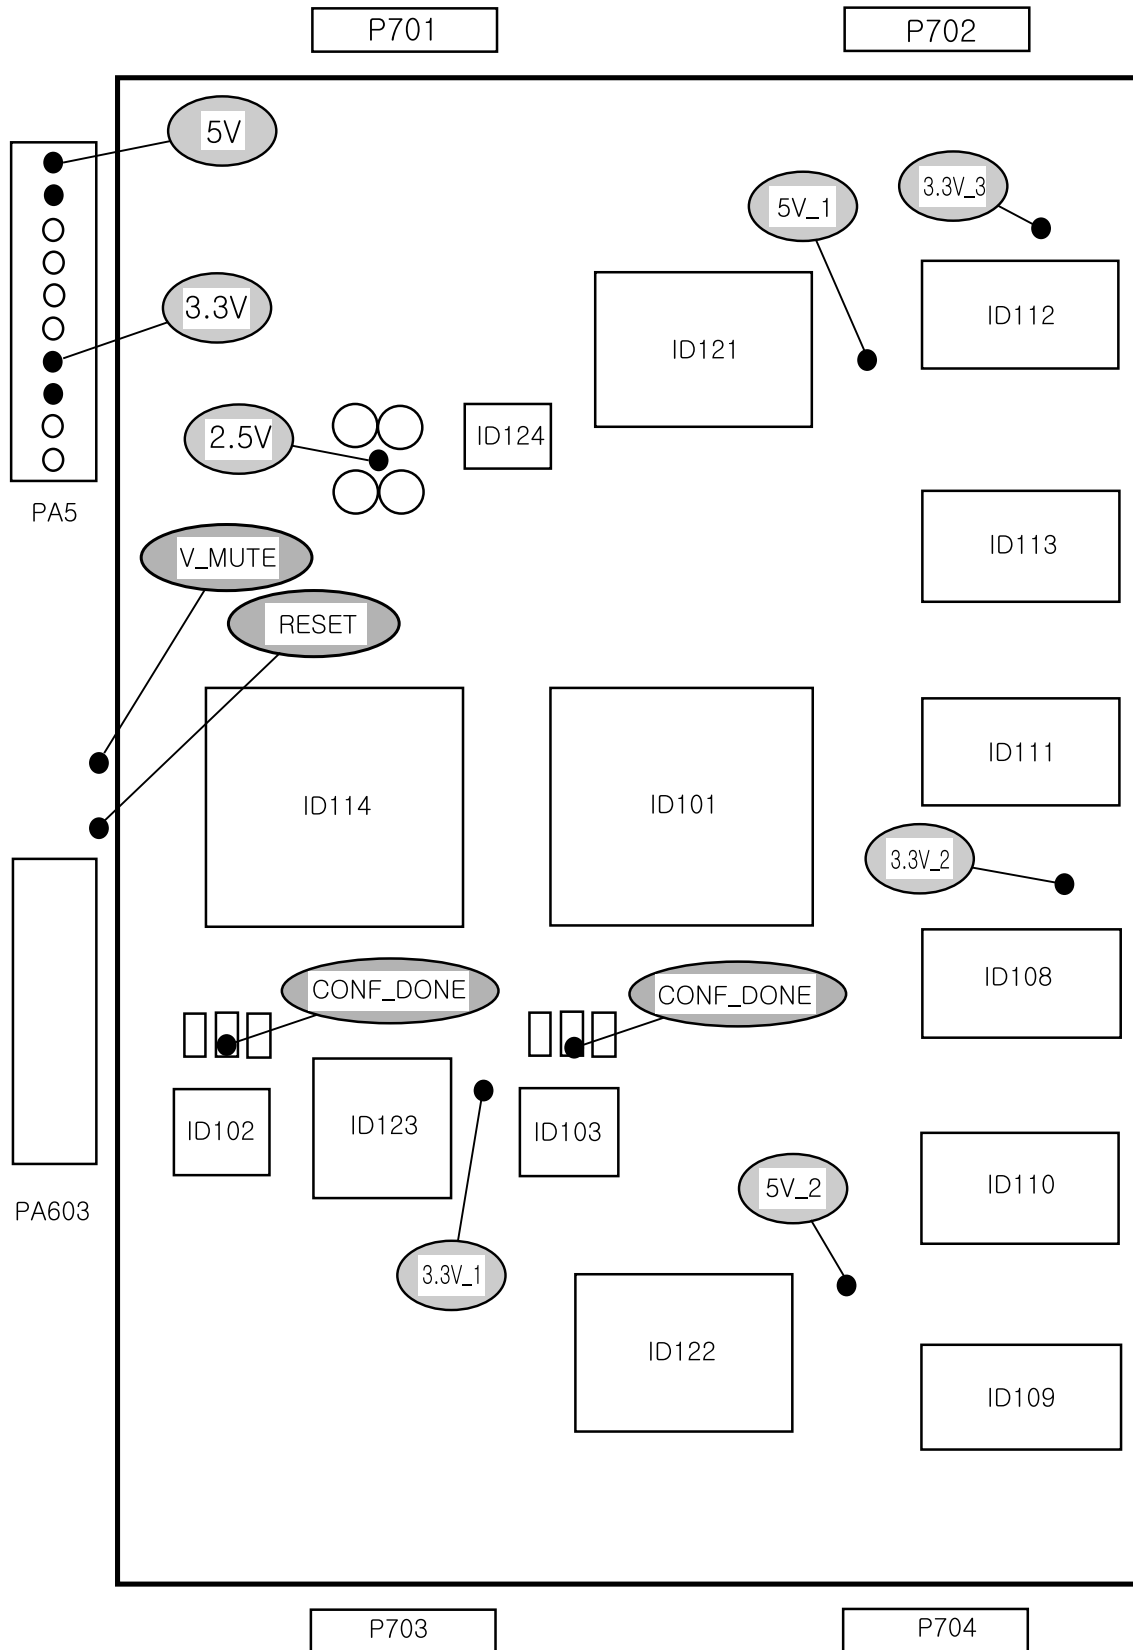 P701
P702
5V
3.3V_3
5V_1
3.3V
ID112
ID121
2.5V
ID124
PA5
V_MUTE
ID113
RESET
ID111
ID114
ID101
3.3V_2
ID108
CONF_DONE
CONF_DONE
ID102
ID123
ID103
5V_2
ID110
PA603
3.3V_1
ID122
ID109
P703
P704